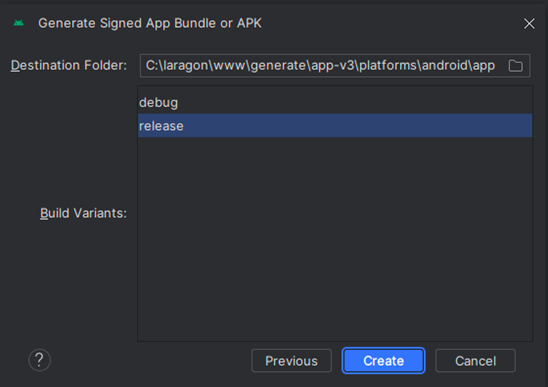 Generate Signed App Bundle or APK
Destination Folder: C:\laragon\www\generate\app-v3\platforms\android\app
debug
release
Build Variants:
? Previous Create Cancel